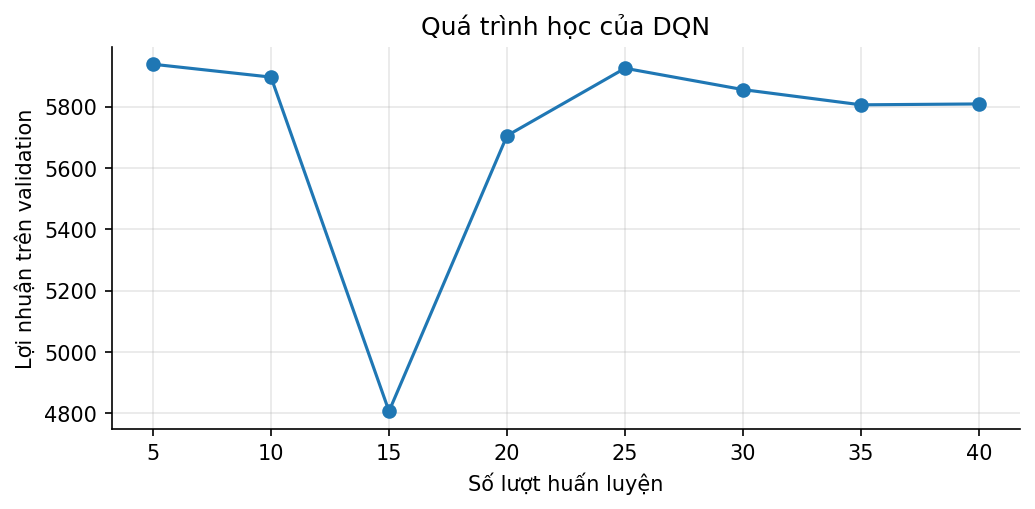 Quá trình học của DQN
Lợi nhuận trên validation
5800
5600
5400
5200
5000
4800
5 10 15 20 25 30 35 40
Số lượt huấn luyện